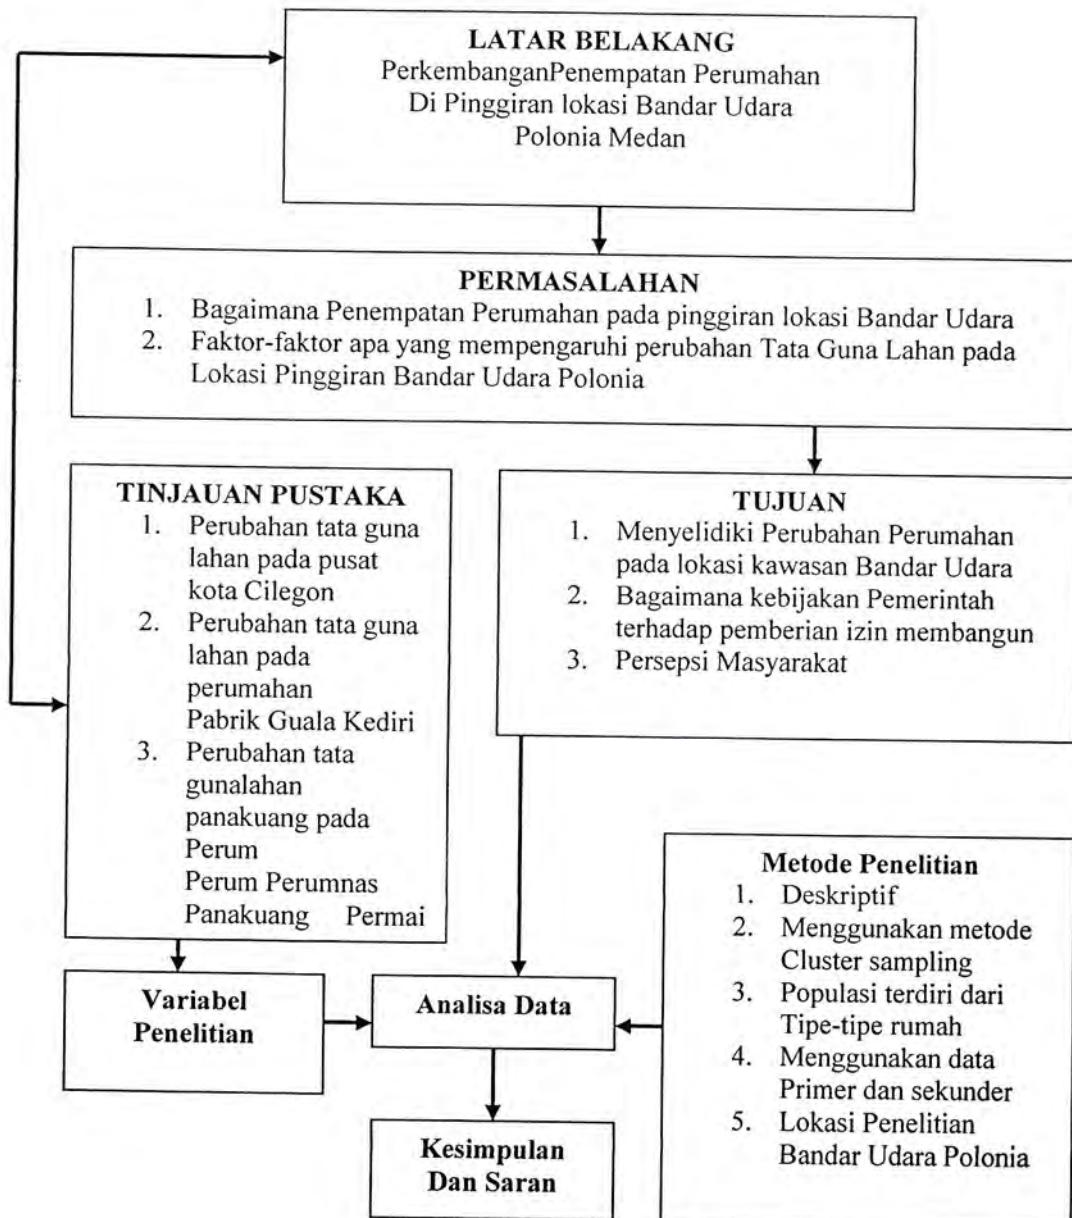 LATAR BELAKANG
PerkembanganPenempatan Perumahan
Di Pinggiran lokasi Bandar Udara
Polonia Medan
PERMASALAHAN
1. Bagaimana Penempatan Perumahan pada pinggiran lokasi Bandar Udara
2. Faktor-faktor apa yang mempengaruhi perubahan Tata Guna Lahan pada
Lokasi Pinggiran Bandar Udara Polonia
TINJAUAN PUSTAKA
1. Perubahan tata guna
lahan pada pusat
kota Cilegon
2. Perubahan tata guna
lahan pada
perumahan
Pabrik Guala Kediri
3. Perubahan tata
gunalahan
panakuang pada
Perum
Perum Perumnas
Panakuang Permai
TUJUAN
1. Menyelidiki Perubahan Perumahan
pada lokasi kawasan Bandar Udara
2. Bagaimana kebijakan Pemerintah
terhadap pemberian izin membangun
3. Persepsi Masyarakat
Metode Penelitian
1. Deskriptif
2. Menggunakan metode
Cluster sampling
3. Populasi terdiri dari
Tipe-tipe rumah
4. Menggunakan data
Primer dan sekunder
5. Lokasi Penelitian
Bandar Udara Polonia
Variabel
Penelitian
Analisa Data
Kesimpulan
Dan Saran